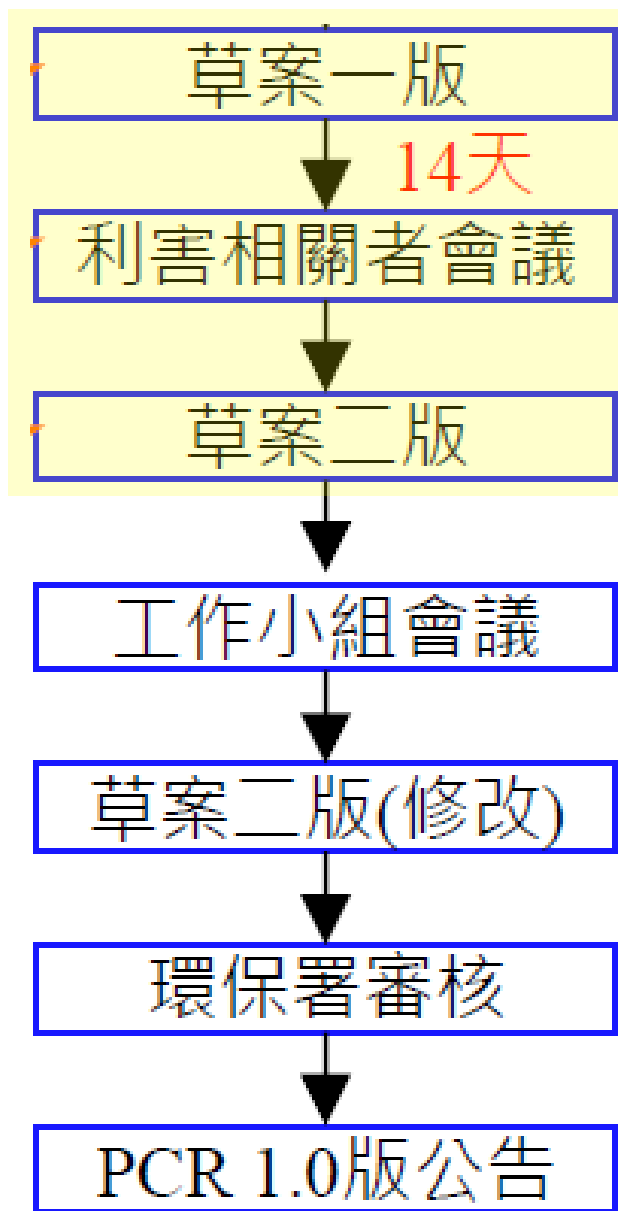 草案一版
14天
利害相關者會議
草案二版
工作小組會議
草案二版(修改)
環保署審核
PCR 1.0版公告